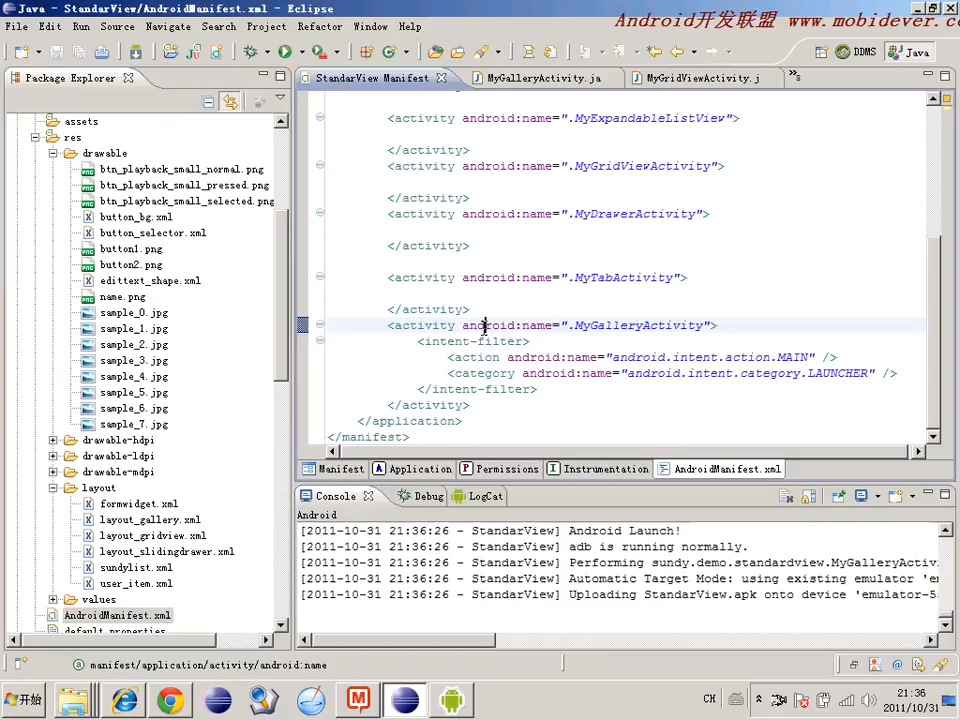 Java - StandarView/AndroidManifest.xml - Eclipse
Android开发联盟 www.mobidever.co
File Edit Run Source Navigate Search Project Refactor Window Help
DDMS Java
Package Explorer
StandarView Manifest
MyGalleryActivity.ja
MyGridViewActivity.j
assets
res
drawable
btn_playback_small_normal.png
btn_playback_small_pressed.png
btn_playback_small_selected.png
button_bg.xml
button_selector.xml
button1.png
button2.png
edittext_shape.xml
name.png
sample_0.jpg
sample_1.jpg
sample_2.jpg
sample_3.jpg
sample_4.jpg
sample_5.jpg
sample_6.jpg
sample_7.jpg
drawable-hdpi
drawable-ldpi
drawable-mdpi
layout
formwidget.xml
layout_gallery.xml
layout_gridview.xml
layout_slidingdrawer.xml
sundylist.xml
user_item.xml
values
AndroidManifest.xml
default.properties
<activity android:name=".MyExpandableListView">
</activity>
<activity android:name=".MyGridViewActivity">
</activity>
<activity android:name=".MyDrawerActivity">
</activity>
<activity android:name=".MyTabActivity">
</activity>
<activity android:name=".MyGalleryActivity">
<intent-filter>
<action android:name="android.intent.action.MAIN" />
<category android:name="android.intent.category.LAUNCHER" />
</intent-filter>
</activity>
</application>
</manifest>
Manifest Application Permissions Instrumentation AndroidManifest.xml
Console Debug LogCat
Android
[2011-10-31 21:36:26 - StandarView] Android Launch!
[2011-10-31 21:36:26 - StandarView] adb is running normally.
[2011-10-31 21:36:26 - StandarView] Performing sundy.demo.standardview.MyGalleryActiv
[2011-10-31 21:36:26 - StandarView] Automatic Target Mode: using existing emulator 'e
[2011-10-31 21:36:26 - StandarView] Uploading StandarView.apk onto device 'emulator-5
manifest/application/activity/android:name
开始
CH
21:36
2011/10/31